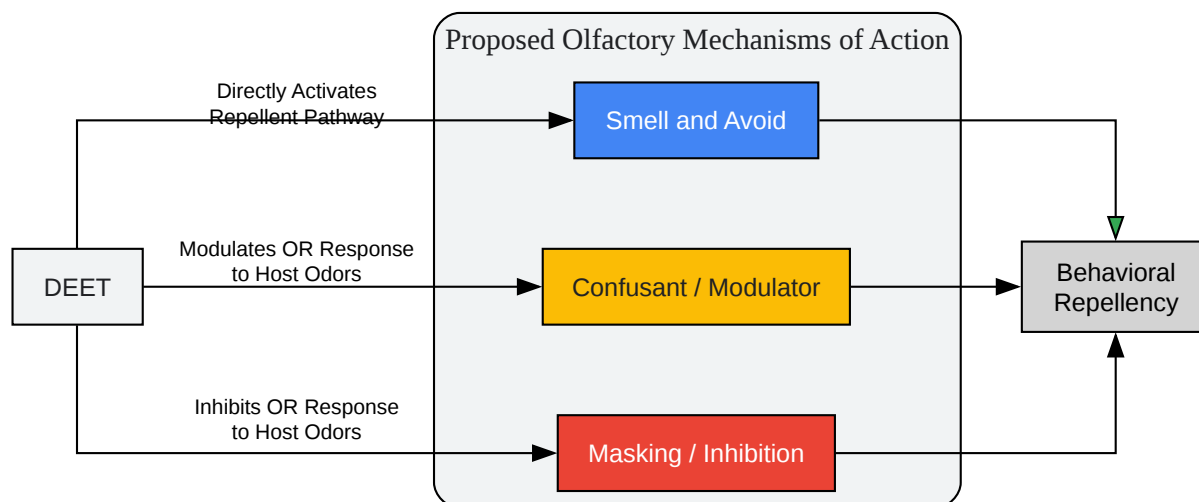 Proposed Olfactory Mechanisms of Action
Directly Activates
Repellent Pathway
Smell and Avoid
DEET
Modulates OR Response
to Host Odors
Confusant / Modulator
Behavioral
Repellency
Inhibits OR Response
to Host Odors
Masking / Inhibition